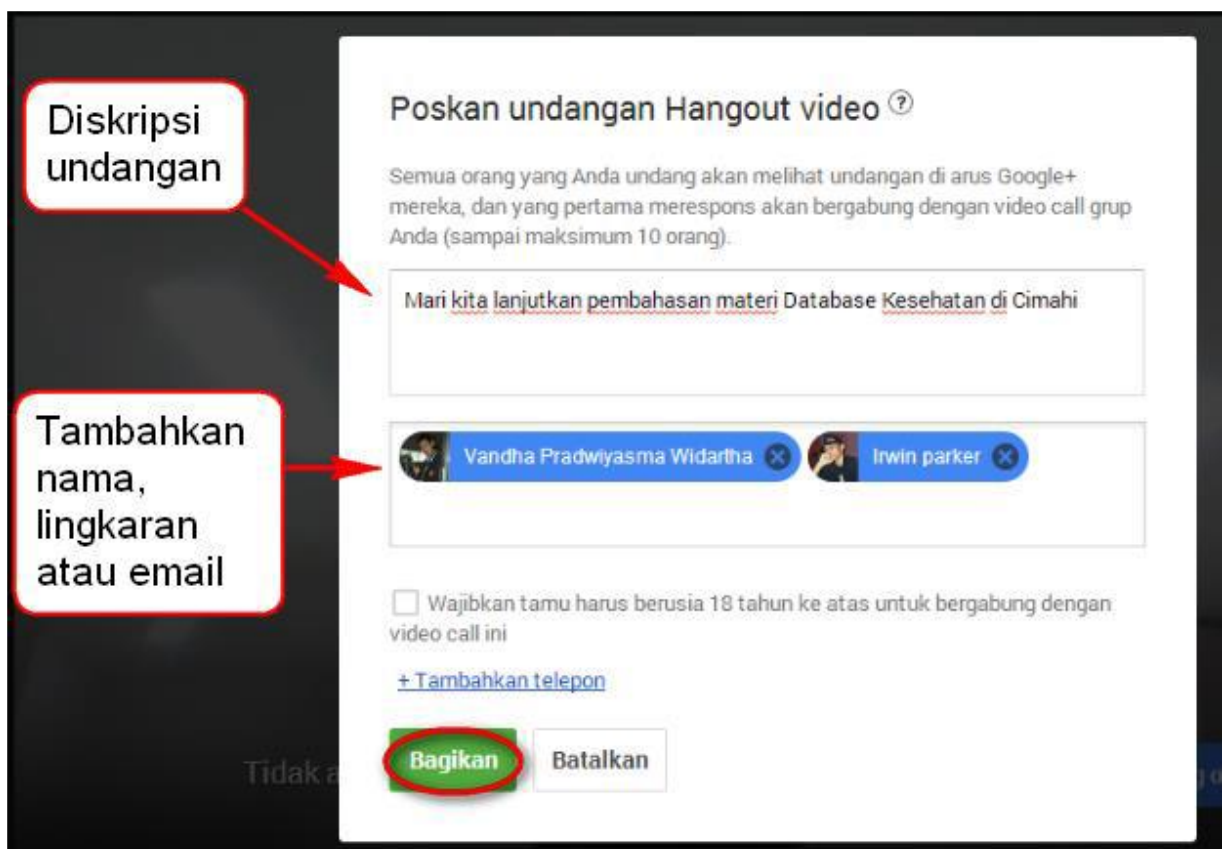 Diskripsi
undangan
Poskan undangan Hangout video ?
Semua orang yang Anda undang akan melihat undangan di arus Google+
mereka, dan yang pertama merespons akan bergabung dengan video call grup
Anda (sampai maksimum 10 orang).
Mari kita lanjutkan pembahasan materi Database Kesehatan di Cimahi
Tambahkan
nama,
lingkaran
atau email
Vandha Pradwiyasma Widartha
Irwin parker
Wajibkan tamu harus berusia 18 tahun ke atas untuk bergabung dengan
video call ini
+ Tambahkan telepon
Bagikan
Batalkan
Tidak